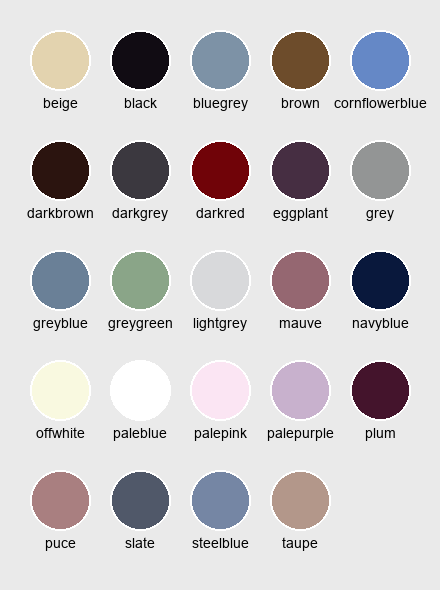 beige black bluegrey brown cornflowerblue
darkbrown darkgrey darkred eggplant grey
greyblue greygreen lightgrey mauve navyblue
offwhite paleblue palepink palepurple plum
puce slate steelblue taupe